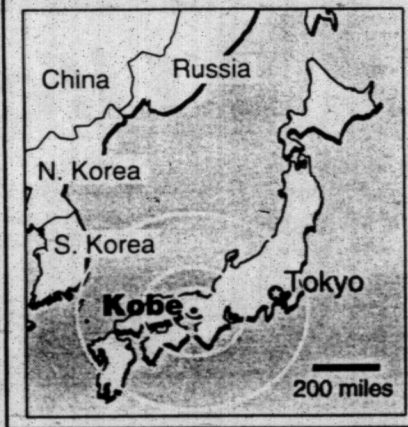 China
Russia
N. Korea
S. Korea
Kobe
Tokyo
200 miles